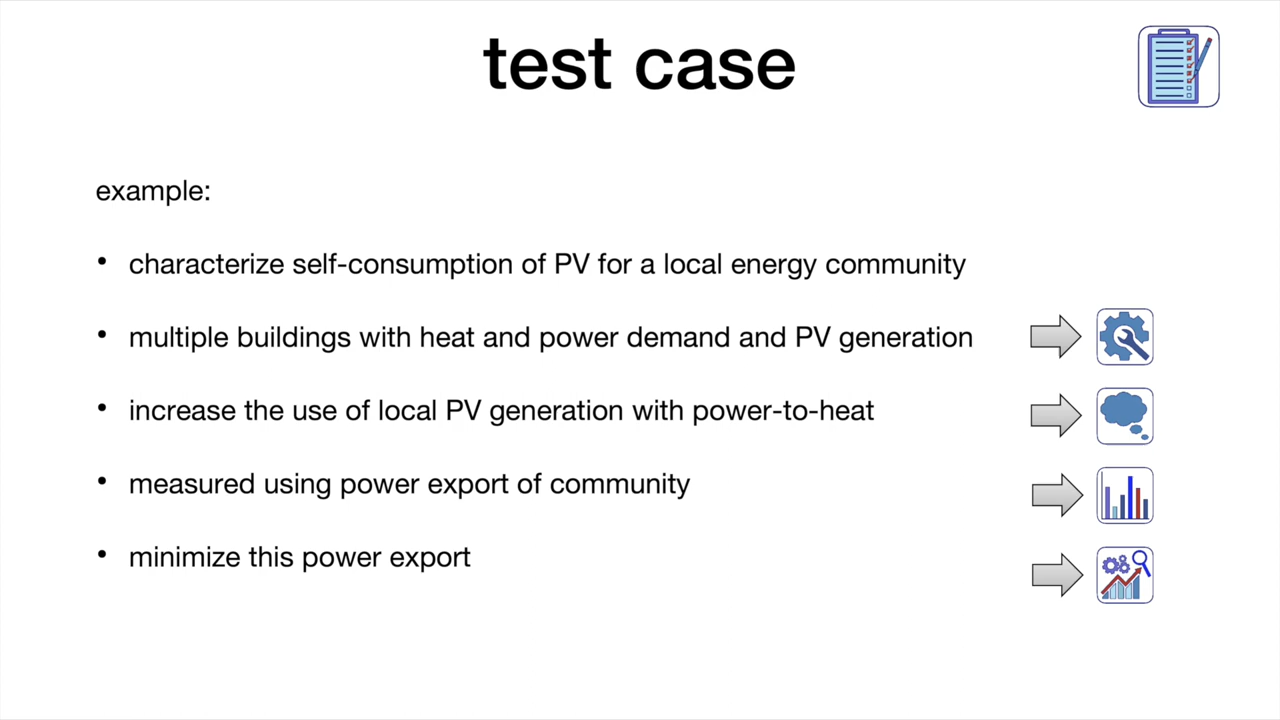 test case
example:
• characterize self-consumption of PV for a local energy community
• multiple buildings with heat and power demand and PV generation
• increase the use of local PV generation with power-to-heat
• measured using power export of community
• minimize this power export